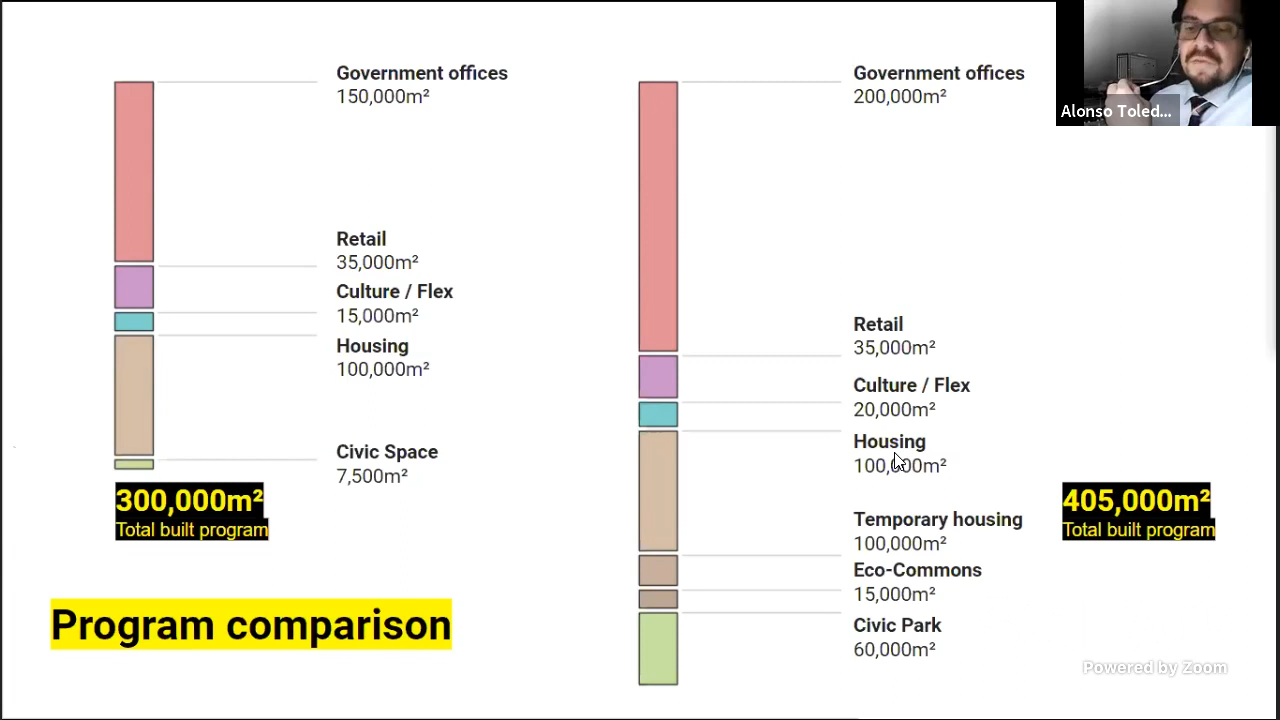 Government offices
150,000m²
Retail
35,000m²
Culture / Flex
15,000m²
Housing
100,000m²
Civic Space
7,500m²
300,000m²
Total built program
Program comparison
Government offices
200,000m²
Retail
35,000m²
Culture / Flex
20,000m²
Housing
100,000m²
Temporary housing
100,000m²
Eco-Commons
15,000m²
Civic Park
60,000m²
405,000m²
Total built program
Alonso Toled...
Powered by Zoom